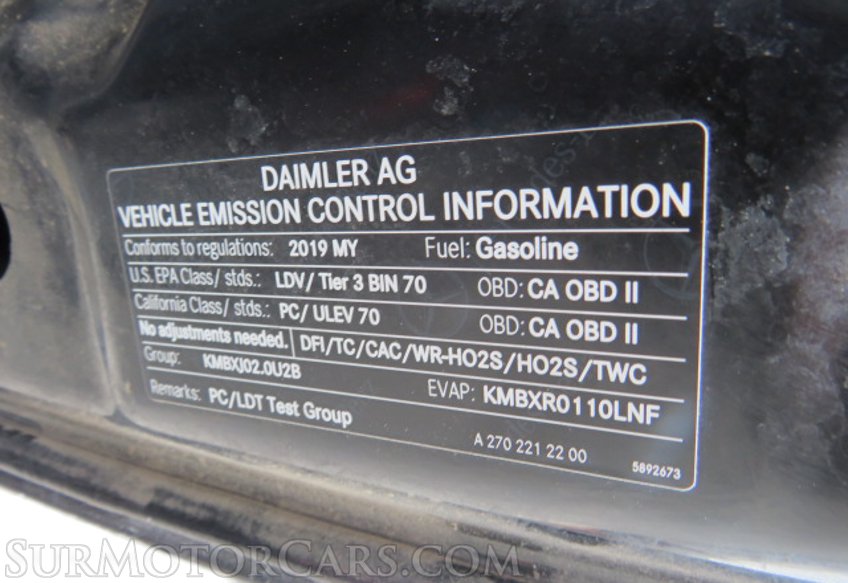 DAIMLER AG
VEHICLE EMISSION CONTROL INFORMATION
Conforms to regulations: 2019 MY Fuel: Gasoline
U.S. EPA Class/ stds.: LDV/ Tier 3 BIN 70 OBD: CA OBD II
California Class/ stds.: PC/ ULEV 70 OBD: CA OBD II
No adjustments needed. DFI/TC/CAC/WR-HO2S/HO2S/TWC
Group: KMBXJ02.0U2B EVAP: KMBXR0110LNF
Remarks: PC/LDT Test Group
A 270 221 22 00 5892673
SURMOTORCARS.COM